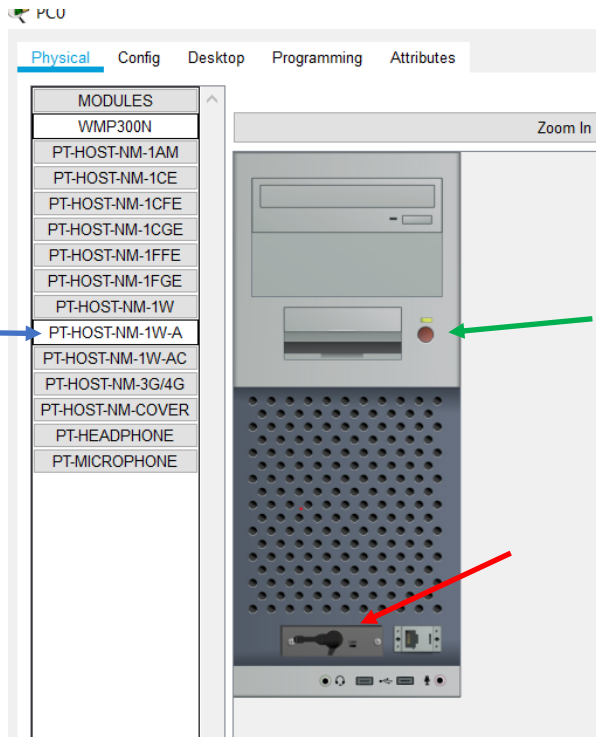 PC0
Physical Config Desktop Programming Attributes
MODULES
WMP300N
Zoom In
PT-HOST-NM-1AM
PT-HOST-NM-1CE
PT-HOST-NM-1CFE
PT-HOST-NM-1CGE
PT-HOST-NM-1FFE
PT-HOST-NM-1FGE
PT-HOST-NM-1W
PT-HOST-NM-1W-A
PT-HOST-NM-1W-AC
PT-HOST-NM-3G/4G
PT-HOST-NM-COVER
PT-HEADPHONE
PT-MICROPHONE